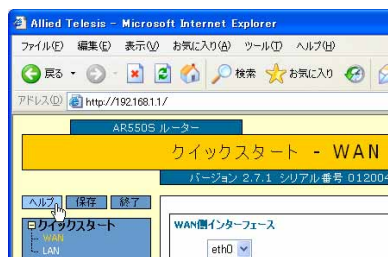 Allied Telesis - Microsoft Internet Explorer
ファイル(F) 編集(E) 表示(V) お気に入り(A) ツール(T) ヘルプ(H)
戻る 検索 お気に入り
アドレス(D) http://192.168.1.1/
AR550S ルーター
クイックスタート - WAN
バージョン 2.7.1 シリアル番号 012004
ヘルプ 保存 終了
クイックスタート
WAN
LAN
WAN側インターフェース
eth0